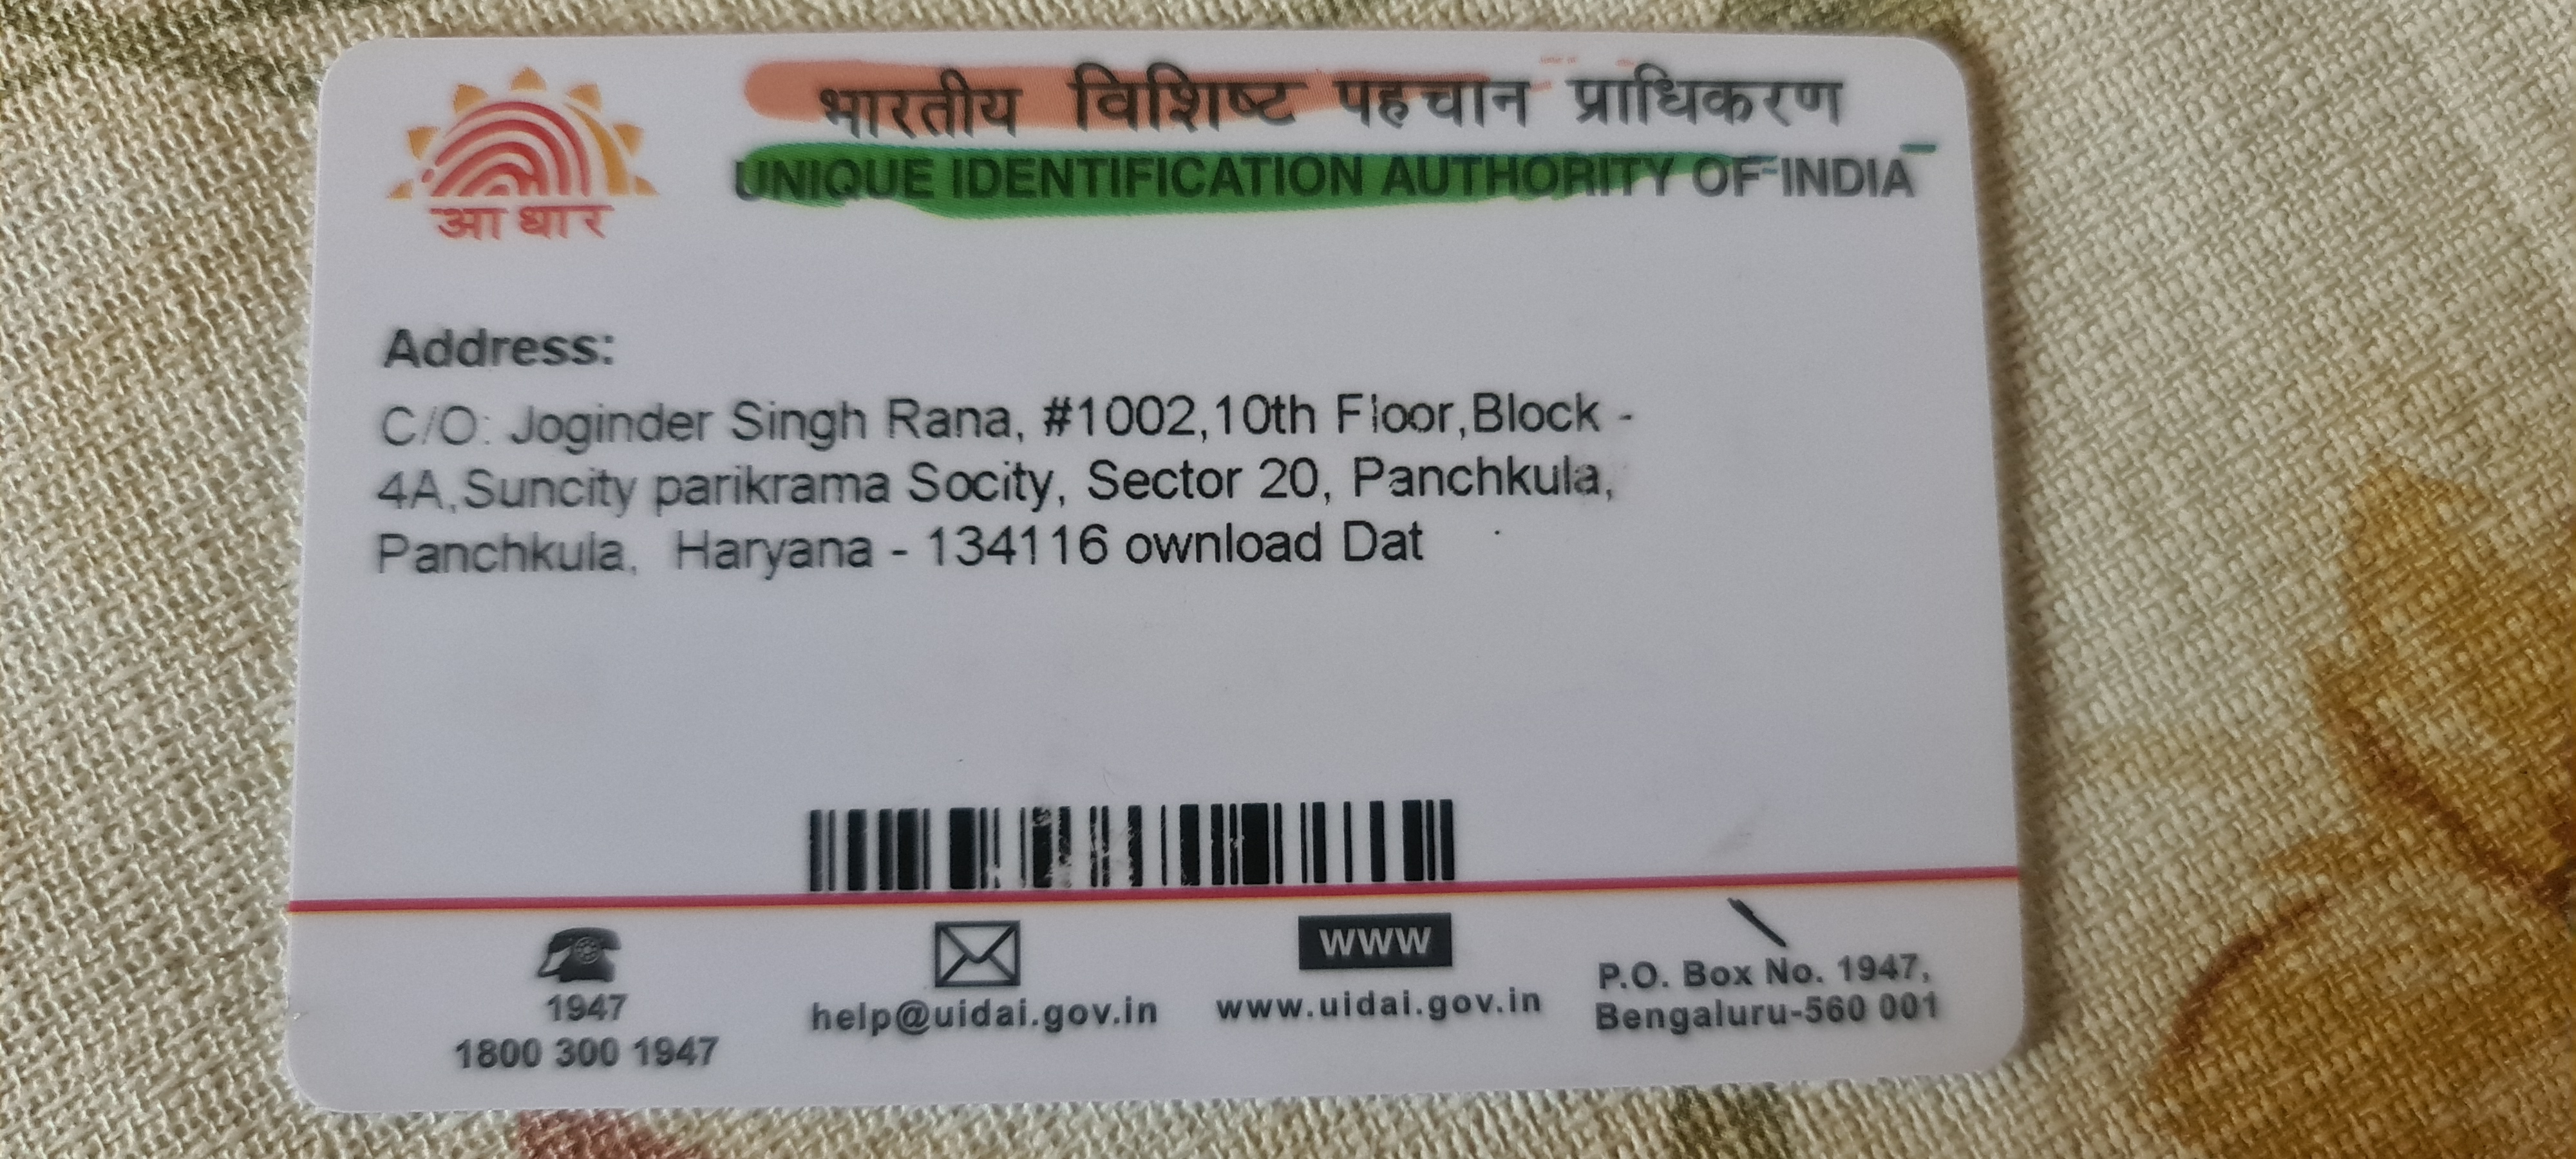 भारतीय विशिष्ट पहचान प्राधिकरण
UNIQUE IDENTIFICATION AUTHORITY OF INDIA
आधार
Address:
C/O: Joginder Singh Rana, #1002,10th Floor,Block -
4A,Suncity parikrama Socity, Sector 20, Panchkula,
Panchkula, Haryana - 134116 ownload Dat
WWW
1947
1800 300 1947
help@uidai.gov.in
www.uidai.gov.in
P.O. Box No. 1947,
Bengaluru-560 001